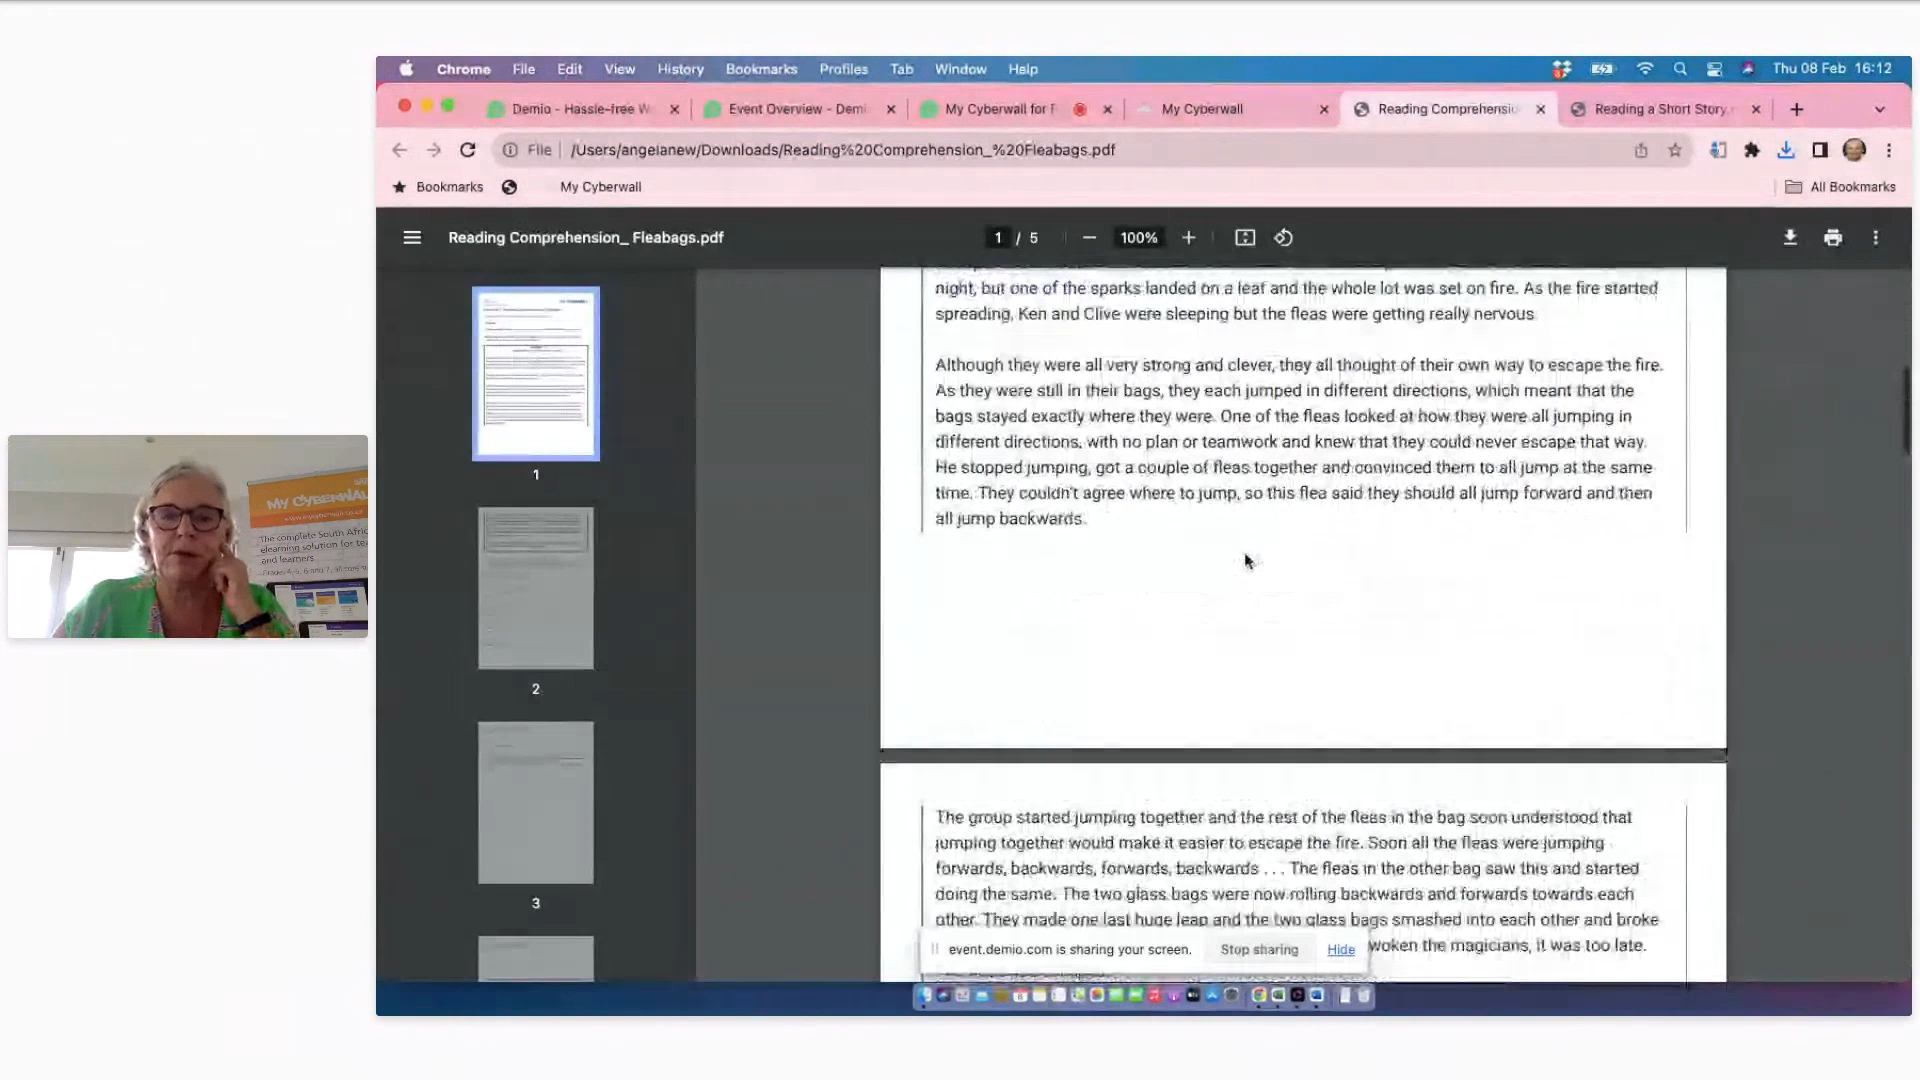 Chrome File Edit View History Bookmarks Profiles Tab Window Help Thu 08 Feb 16:12
Demio - Hassle-free W Event Overview - Demi My Cyberwall for F My Cyberwall Reading Comprehensio Reading a Short Story.
File /Users/angelanew/Downloads/Reading%20Comprehension_%20Fleabags.pdf
Bookmarks My Cyberwall All Bookmarks
Reading Comprehension_ Fleabags.pdf 1 / 5 100%
night, but one of the sparks landed on a leaf and the whole lot was set on fire. As the fire started
spreading, Ken and Clive were sleeping but the fleas were getting really nervous
Although they were all very strong and clever, they all thought of their own way to escape the fire.
As they were still in their bags, they each jumped in different directions, which meant that the
bags stayed exactly where they were. One of the fleas looked at how they were all jumping in
different directions, with no plan or teamwork and knew that they could never escape that way.
He stopped jumping, got a couple of fleas together and convinced them to all jump at the same
time. They couldn't agree where to jump, so this flea said they should all jump forward and then
all jump backwards.
1
2
3
MY CYBERWAL
The complete South Afri
elearning solution for te
and learners
The group started jumping together and the rest of the fleas in the bag soon understood that
jumping together would make it easier to escape the fire. Soon all the fleas were jumping
forwards, backwards, forwards, backwards . . . The fleas in the other bag saw this and started
doing the same. The two glass bags were now rolling backwards and forwards towards each
other. They made one last huge leap and the two glass bags smashed into each other and broke
woken the magicians, it was too late.
event.demio.com is sharing your screen. Stop sharing Hide